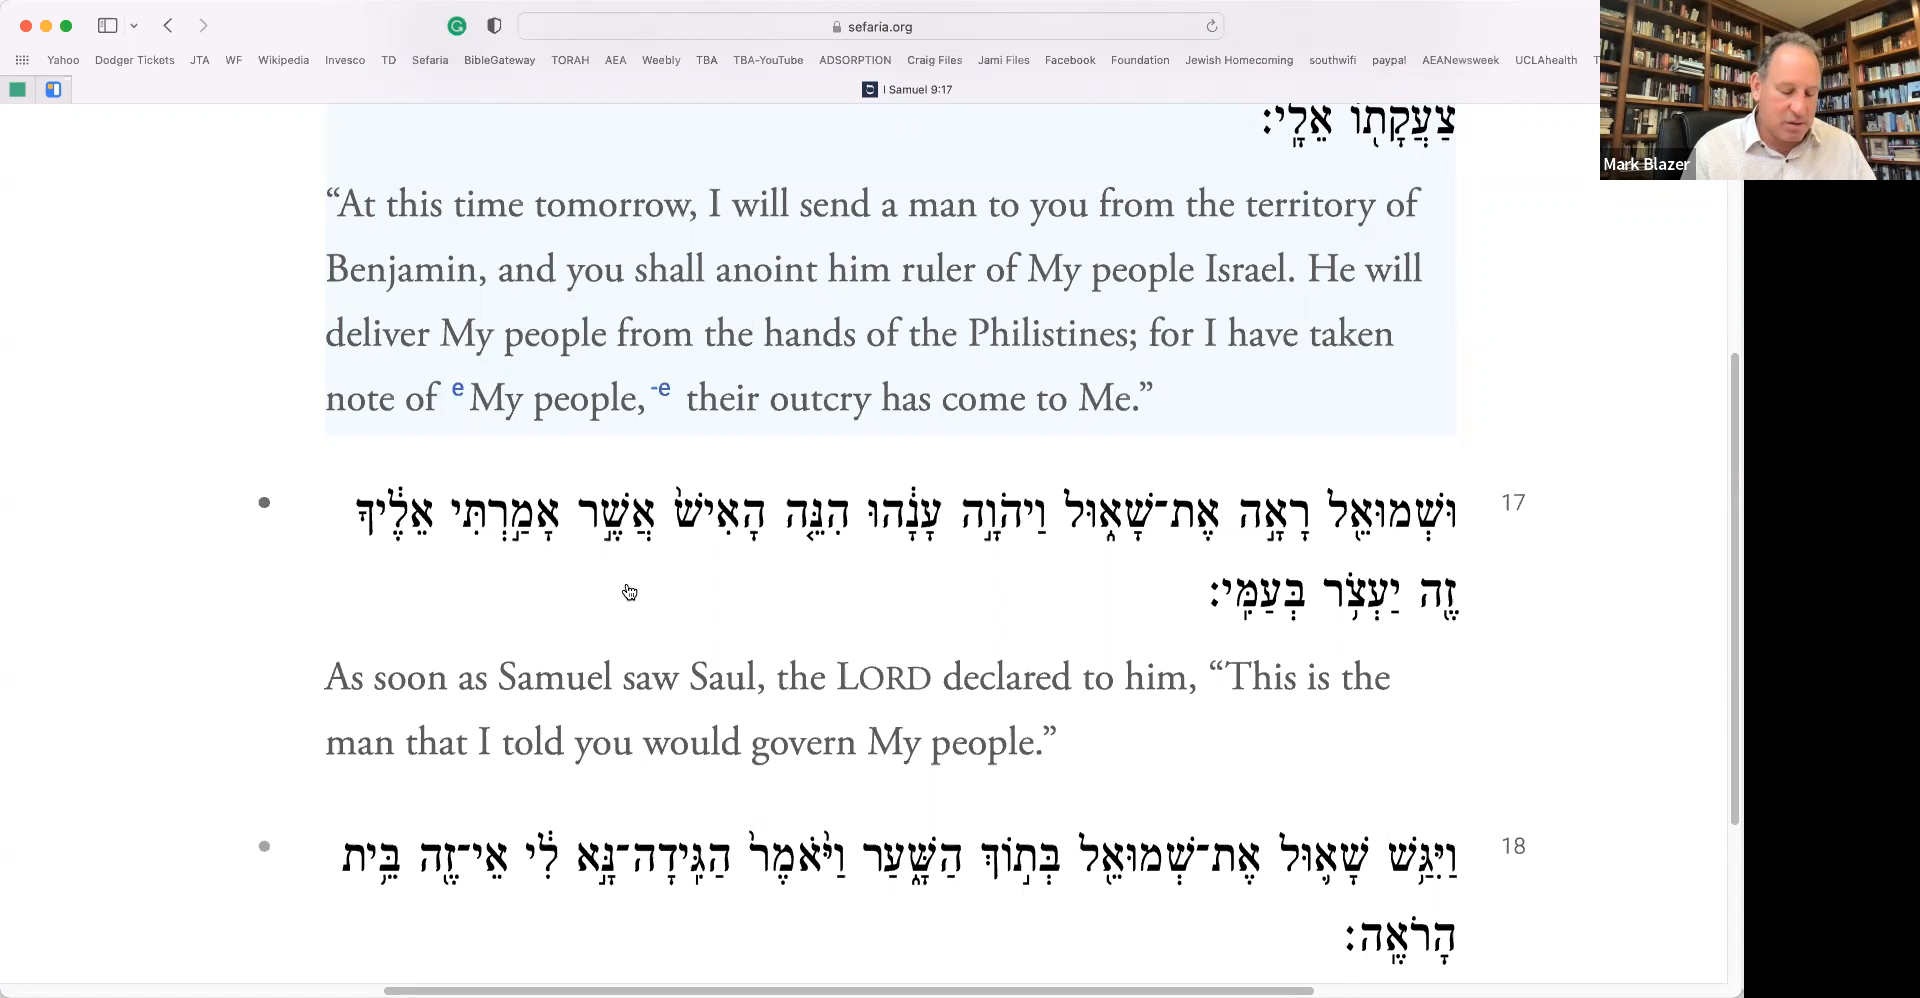 sefaria.org
Yahoo Dodger Tickets JTA WF Wikipedia Invesco TD Sefaria BibleGateway TORAH AEA Weebly TBA TBA-YouTube ADSORPTION Craig Files Jami Files Facebook Foundation Jewish Homecoming southwifi paypal AEANewsweek UCLAhealth
I Samuel 9:17
Mark Blazer
צַעֲקָת֖וֹ אֵלָֽי׃
“At this time tomorrow, I will send a man to you from the territory of
Benjamin, and you shall anoint him ruler of My people Israel. He will
deliver My people from the hands of the Philistines; for I have taken
note of e My people,-e their outcry has come to Me.”
17 וּשְׁמוּאֵ֖ל רָאָ֣ה אֶת־שָׁא֑וּל וַיהֹוָ֣ה עָנָ֔הוּ הִנֵּ֤ה הָאִישׁ֙ אֲשֶׁ֣ר אָמַ֣רְתִּי אֵלֶ֔יךָ
זֶ֖ה יַעְצֹ֥ר בְּעַמִּֽי׃
As soon as Samuel saw Saul, the LORD declared to him, “This is the
man that I told you would govern My people.”
18 וַיִּגַּ֥שׁ שָׁא֛וּל אֶת־שְׁמוּאֵ֖ל בְּת֣וֹךְ הַשָּׁ֑עַר וַיֹּ֙אמֶר֙ הַגִּֽידָה־נָּ֣א לִ֔י אֵי־זֶ֖ה בֵּ֥ית
הָרֹאֶֽה׃